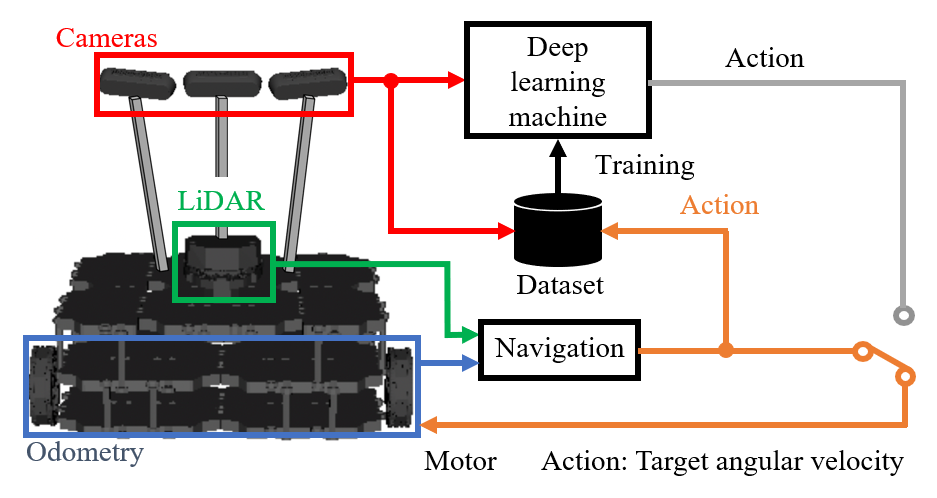 Cameras
Deep
learning
machine
Action
Training
LiDAR
Action
Dataset
Navigation
Odometry
Motor
Action: Target angular velocity